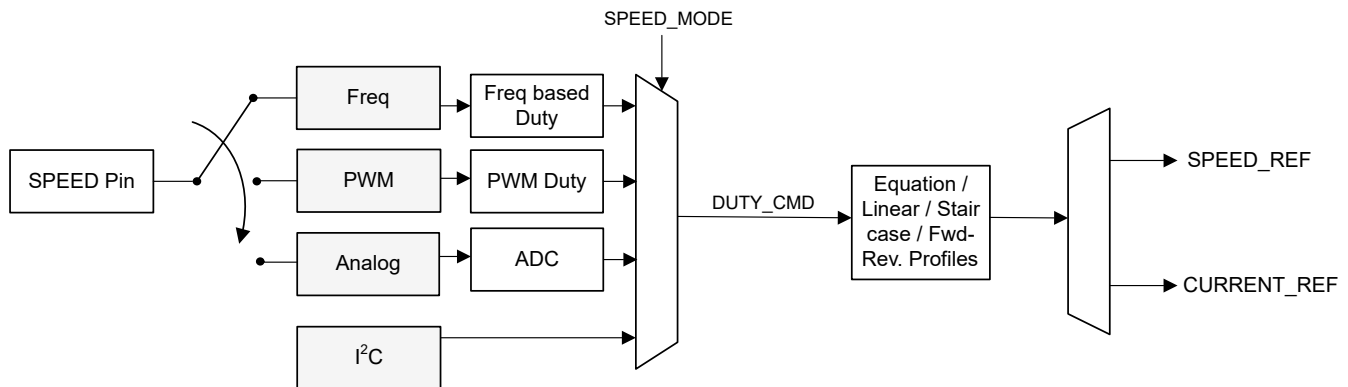 SPEED_MODE
Freq
Freq based
Duty
SPEED Pin
PWM
PWM Duty
Analog
ADC
I²C
DUTY_CMD
Equation /
Linear / Stair
case / Fwd-
Rev. Profiles
SPEED_REF
CURRENT_REF